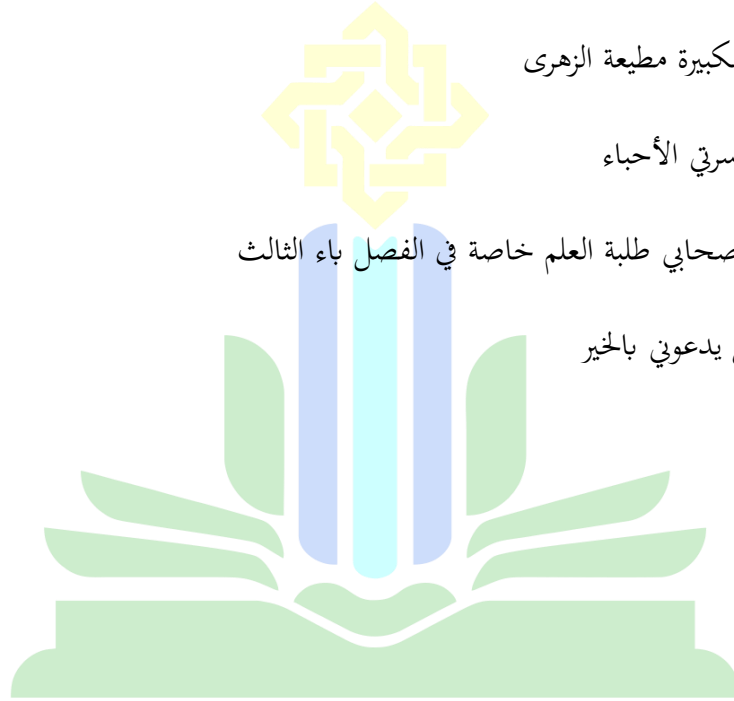 كبيرة مطيعة الزهرى
سرتي الأحباء
صحابي طلبة العلم خاصة في الفصل باء الثالث
يدعوني بالخير